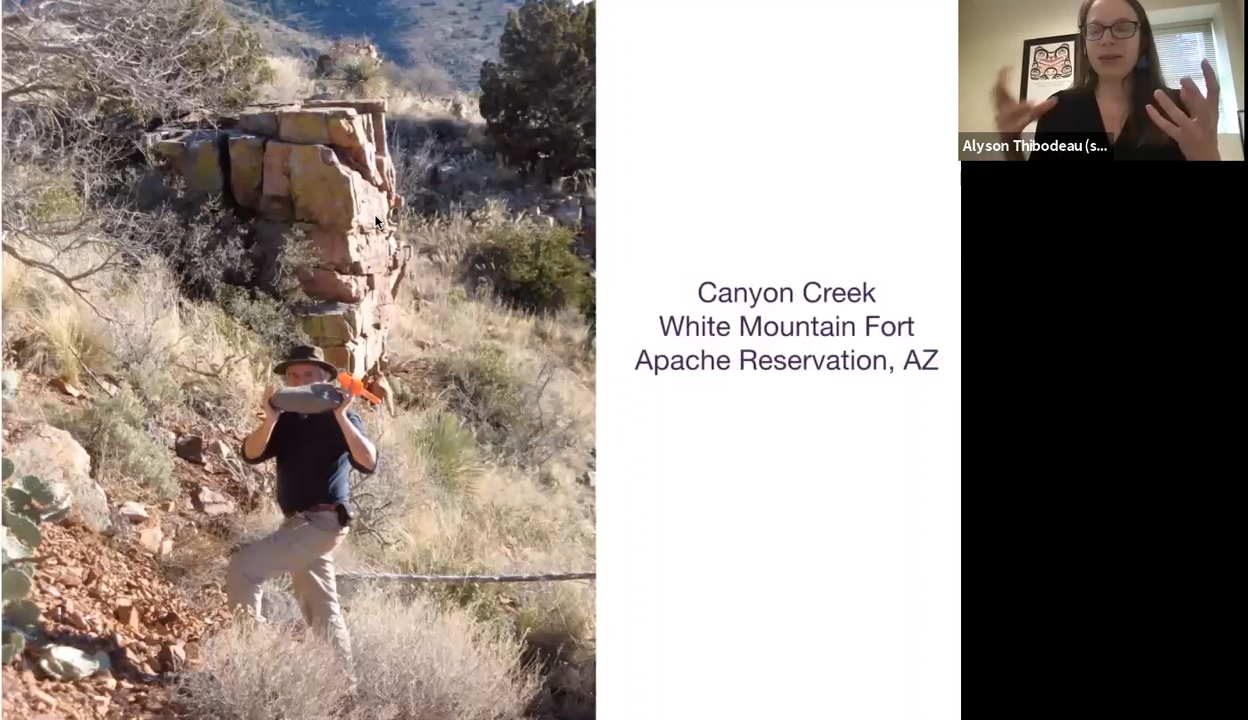 Canyon Creek
White Mountain Fort
Apache Reservation, AZ
Alyson Thibodeau (s...